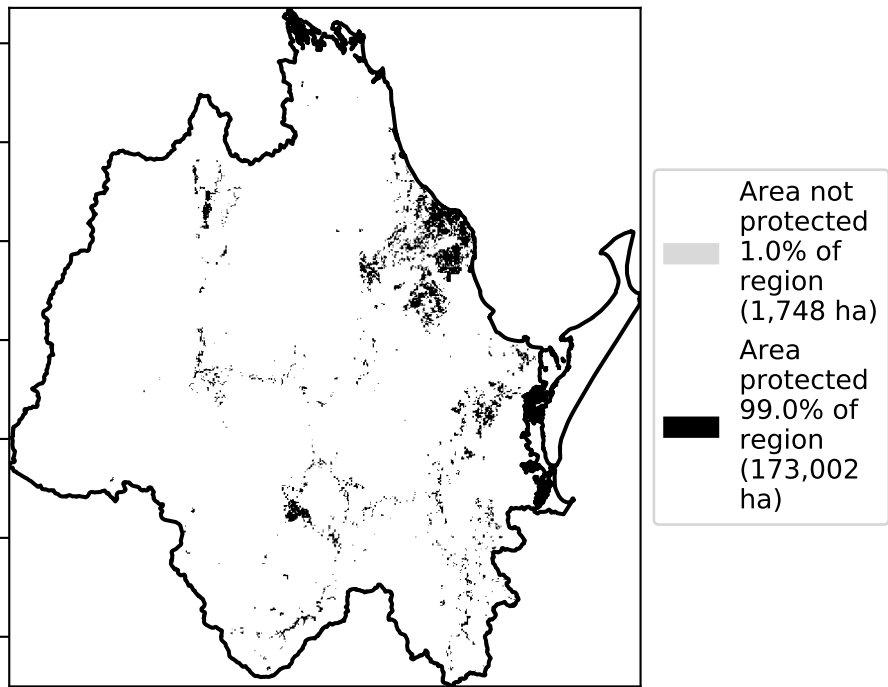 Area not
protected
1.0% of
region
(1,748 ha)
Area
protected
99.0% of
region
(173,002
ha)